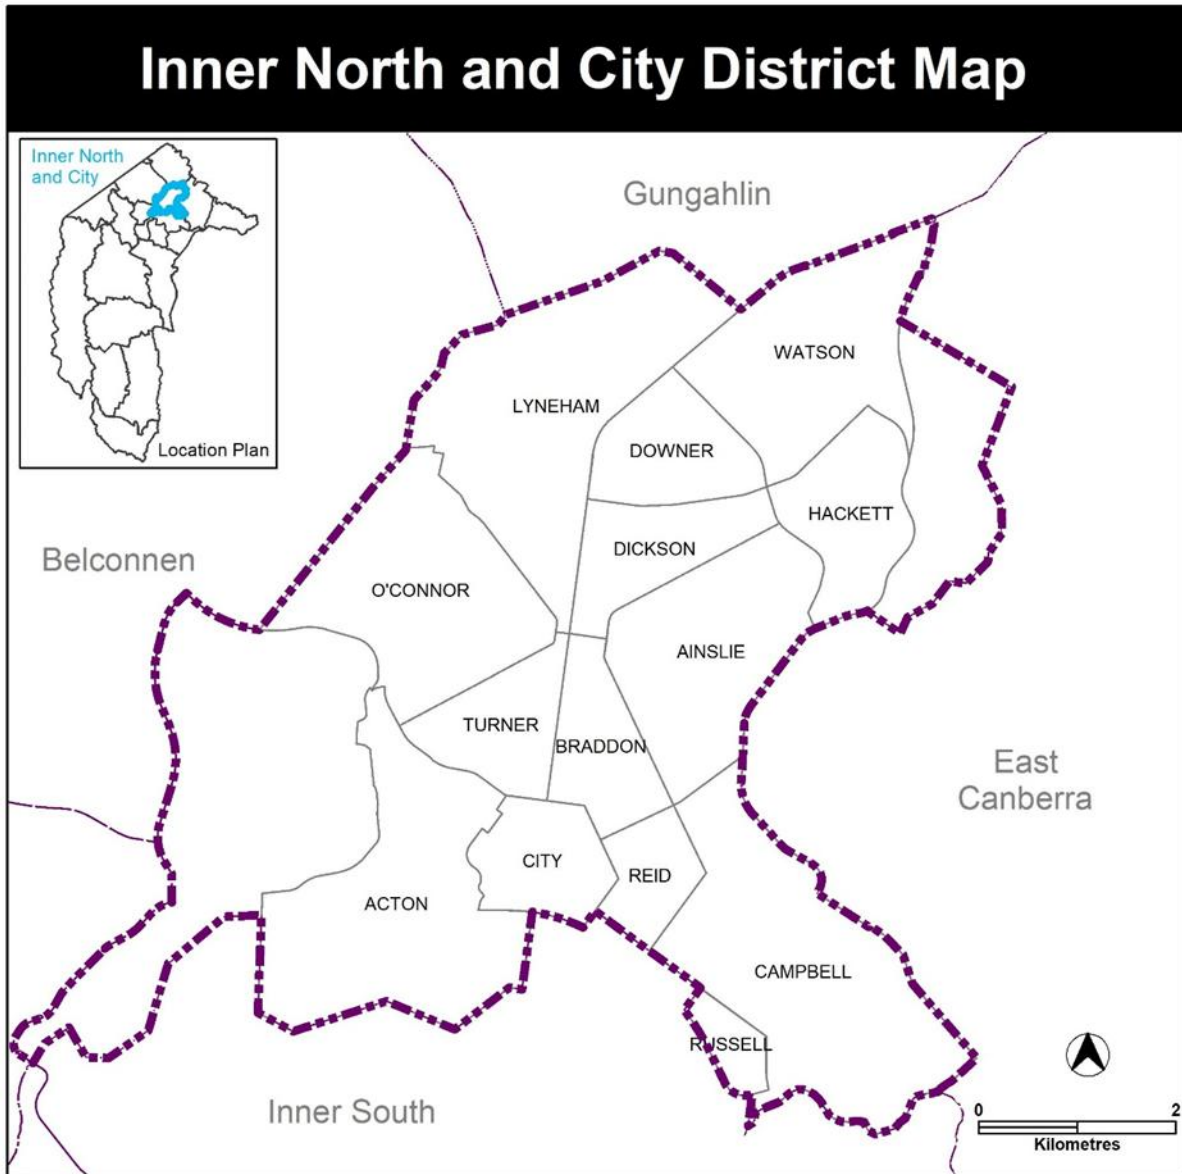 Inner North and City District Map
Inner North
and City
Location Plan
Gungahlin
WATSON
LYNEHAM
DOWNER
HACKETT
DICKSON
Belconnen
O'CONNOR
AINSLIE
TURNER
BRADDON
East
Canberra
CITY
REID
ACTON
CAMPBELL
RUSSELL
Inner South
0 2
Kilometres